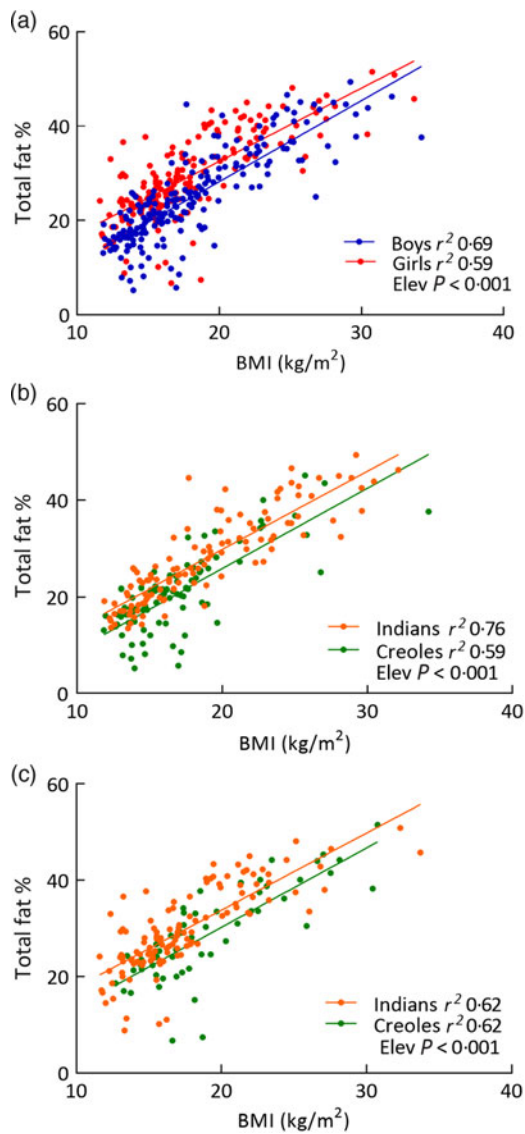 (a)
60
40
20
0
Total fat %
Boys r² 0·69
Girls r² 0·59
Elev P < 0·001
10
20
30
40
BMI (kg/m²)
(b)
60
40
20
0
Total fat %
Indians r² 0·76
Creoles r² 0·59
Elev P < 0·001
10
20
30
40
BMI (kg/m²)
(c)
60
40
20
0
Total fat %
Indians r² 0·62
Creoles r² 0·62
Elev P < 0·001
10
20
30
40
BMI (kg/m²)